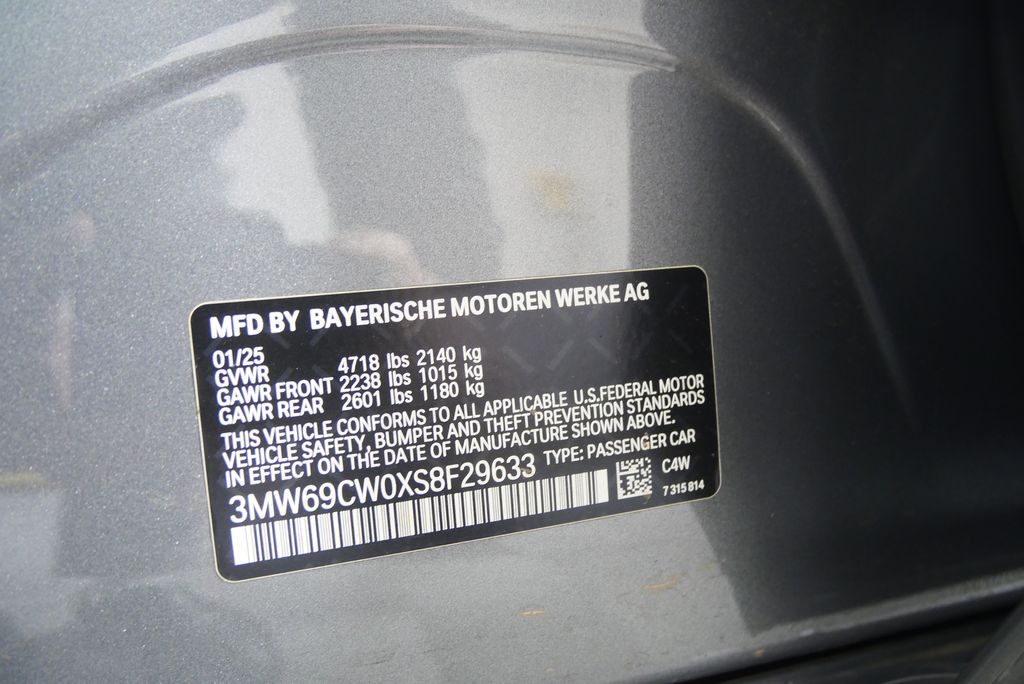 MFD BY BAYERISCHE MOTOREN WERKE AG
01/25
GVWR 4718 lbs 2140 kg
GAWR FRONT 2238 lbs 1015 kg
GAWR REAR 2601 lbs 1180 kg
THIS VEHICLE CONFORMS TO ALL APPLICABLE U.S.FEDERAL MOTOR
VEHICLE SAFETY, BUMPER AND THEFT PREVENTION STANDARDS
IN EFFECT ON THE DATE OF MANUFACTURE SHOWN ABOVE.
3MW69CW0XS8F29633 TYPE: PASSENGER CAR
C4W
7 315 814